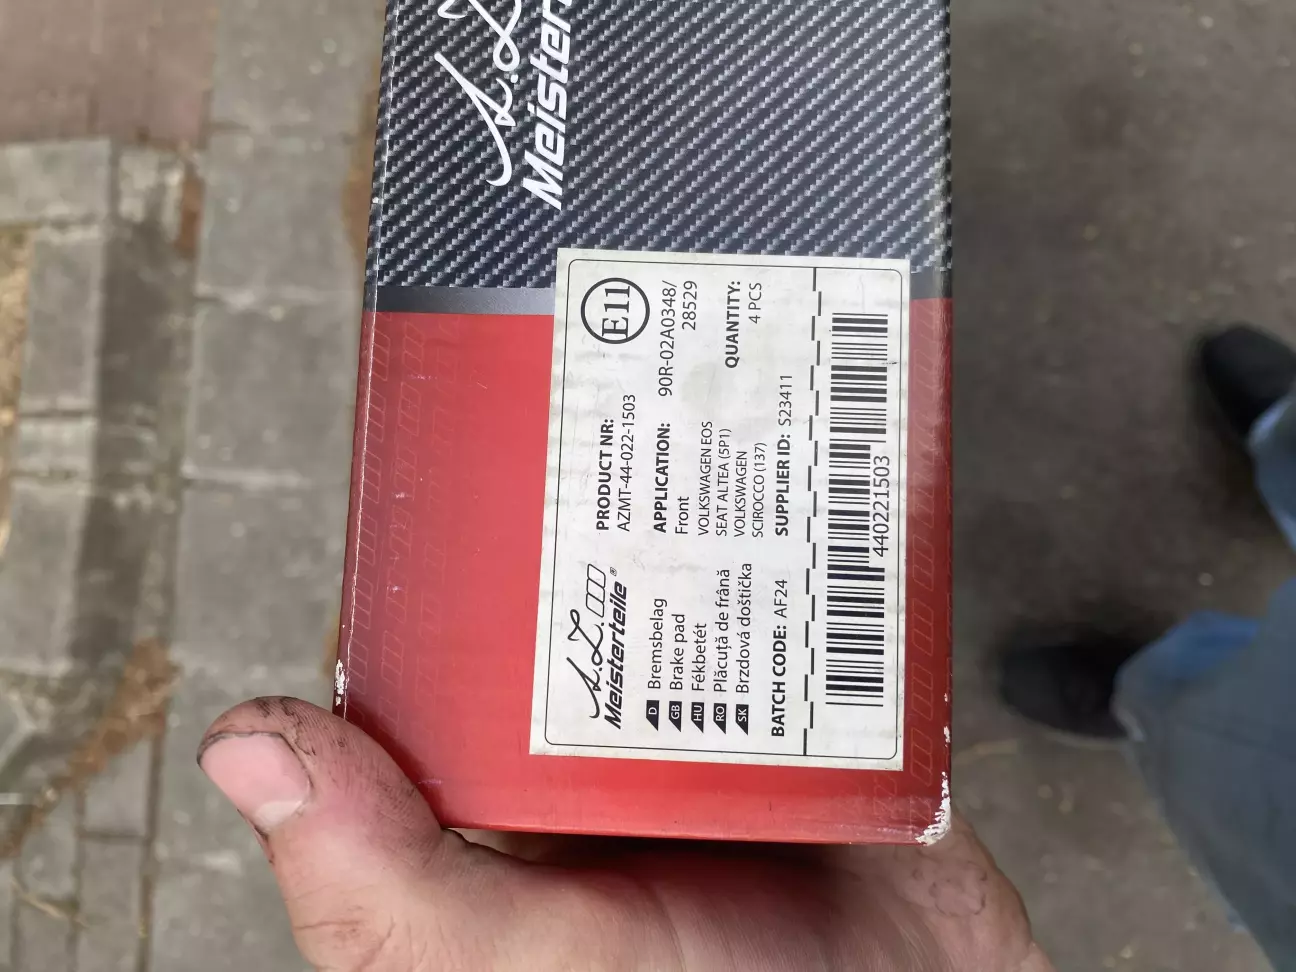 A.Z.
Meister
A.Z.
Meisterteile®
D Bremsbelag
GB Brake pad
HU Fékbetét
RO Plăcuță de frână
SK Brzdová doštička
BATCH CODE: AF24
PRODUCT NR:
AZMT-44-022-1503
APPLICATION:
Front
VOLKSWAGEN EOS
SEAT ALTEA (5P1)
VOLKSWAGEN
SCIROCCO (137)
SUPPLIER ID: S23411
E11
90R-02A0348/
28529
QUANTITY:
4 PCS
440221503